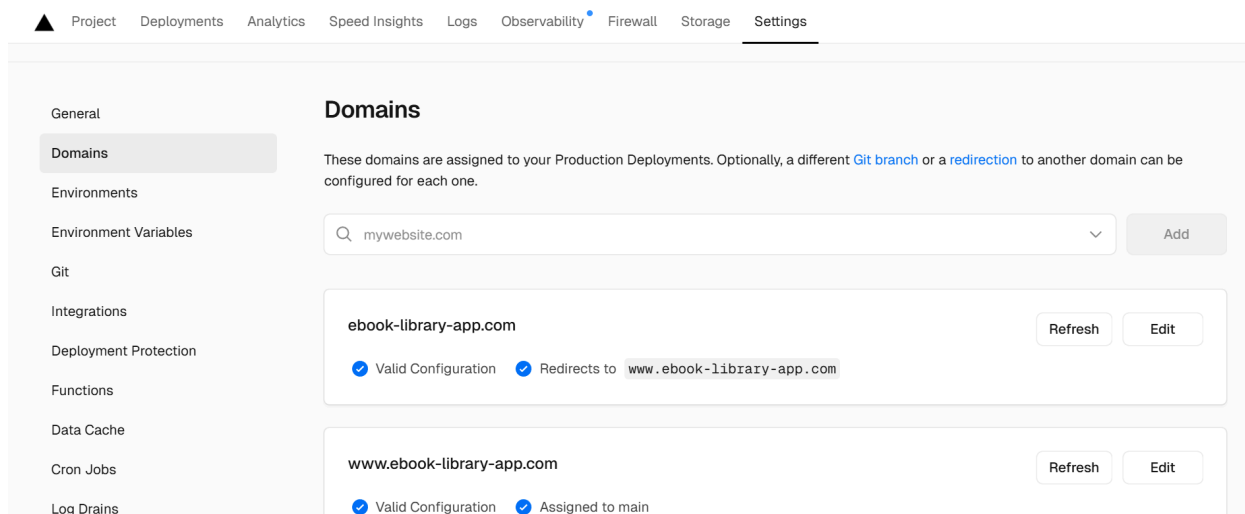 Project Deployments Analytics Speed Insights Logs Observability Firewall Storage Settings
General
Domains
Environments
Environment Variables
Git
Integrations
Deployment Protection
Functions
Data Cache
Cron Jobs
Log Drains
Domains
These domains are assigned to your Production Deployments. Optionally, a different Git branch or a redirection to another domain can be
configured for each one.
mywebsite.com Add
ebook-library-app.com Refresh Edit
Valid Configuration Redirects to www.ebook-library-app.com
www.ebook-library-app.com Refresh Edit
Valid Configuration Assigned to main